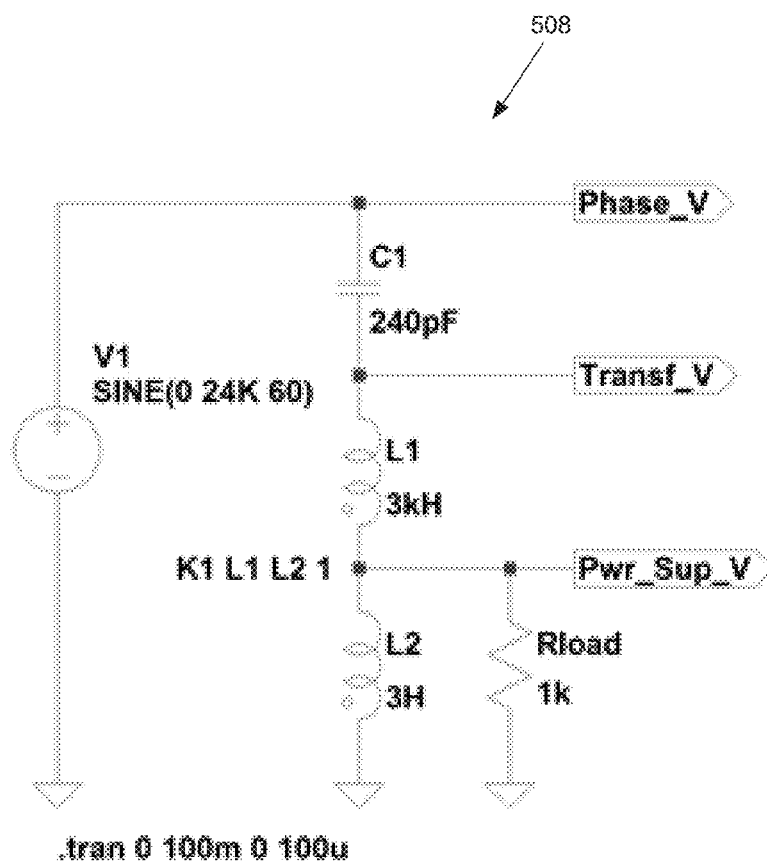 508
Phase_V
C1
240pF
V1
SINE(0 24K 60)
Transf_V
L1
3kH
K1 L1 L2 1
Pwr_Sup_V
L2
3H
Rload
1k
.tran 0 100m 0 100u